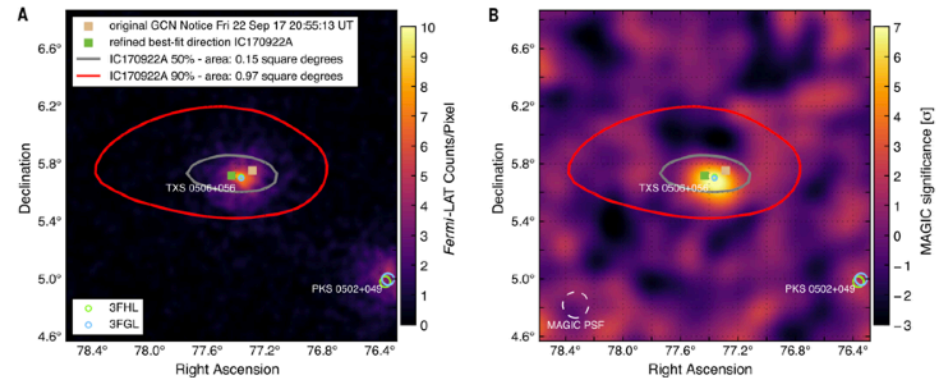 A
original GCN Notice Fri 22 Sep 17 20:55:13 UT
refined best-fit direction IC170922A
IC170922A 50% - area: 0.15 square degrees
IC170922A 90% - area: 0.97 square degrees
6.6°
6.2°
5.8°
5.4°
5.0°
4.6°
Declination
TXS 0506+056
PKS 0502+049
3FHL
3FGL
78.4° 78.0° 77.6° 77.2° 76.8° 76.4°
Right Ascension
10
9
8
7
6
5
4
3
2
1
0
Fermi-LAT Counts/Pixel
B
6.6°
6.2°
5.8°
5.4°
5.0°
4.6°
Declination
TXS 0506+056
PKS 0502+049
MAGIC PSF
78.4° 78.0° 77.6° 77.2° 76.8° 76.4°
Right Ascension
7
6
5
4
3
2
1
0
−1
−2
−3
MAGIC significance [σ]